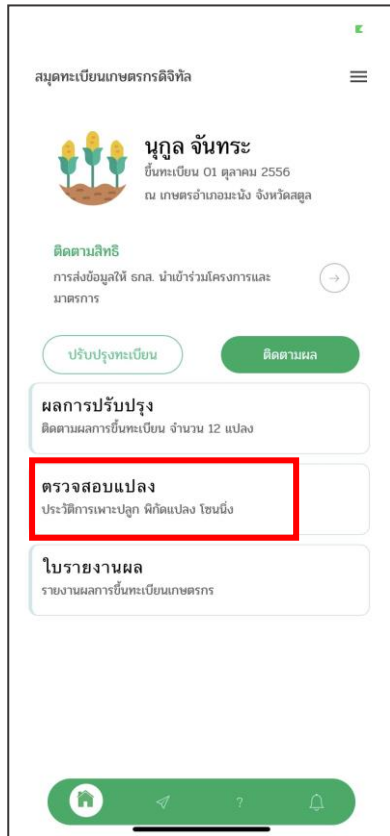 สมุดทะเบียนเกษตรกรดิจิทัล
นุกูล จันทระ
ขึ้นทะเบียน 01 ตุลาคม 2556
ณ เกษตรอำเภอมะนัง จังหวัดสตูล
ติดตามสิทธิ
การส่งข้อมูลให้ ธกส. นำเข้าร่วมโครงการและ
มาตรการ
ปรับปรุงทะเบียน
ติดตามผล
ผลการปรับปรุง
ติดตามผลการขึ้นทะเบียน จำนวน 12 แปลง
ตรวจสอบแปลง
ประวัติการเพาะปลูก พิกัดแปลง โซนนิ่ง
ใบรายงานผล
รายงานผลการขึ้นทะเบียนเกษตรกร
?